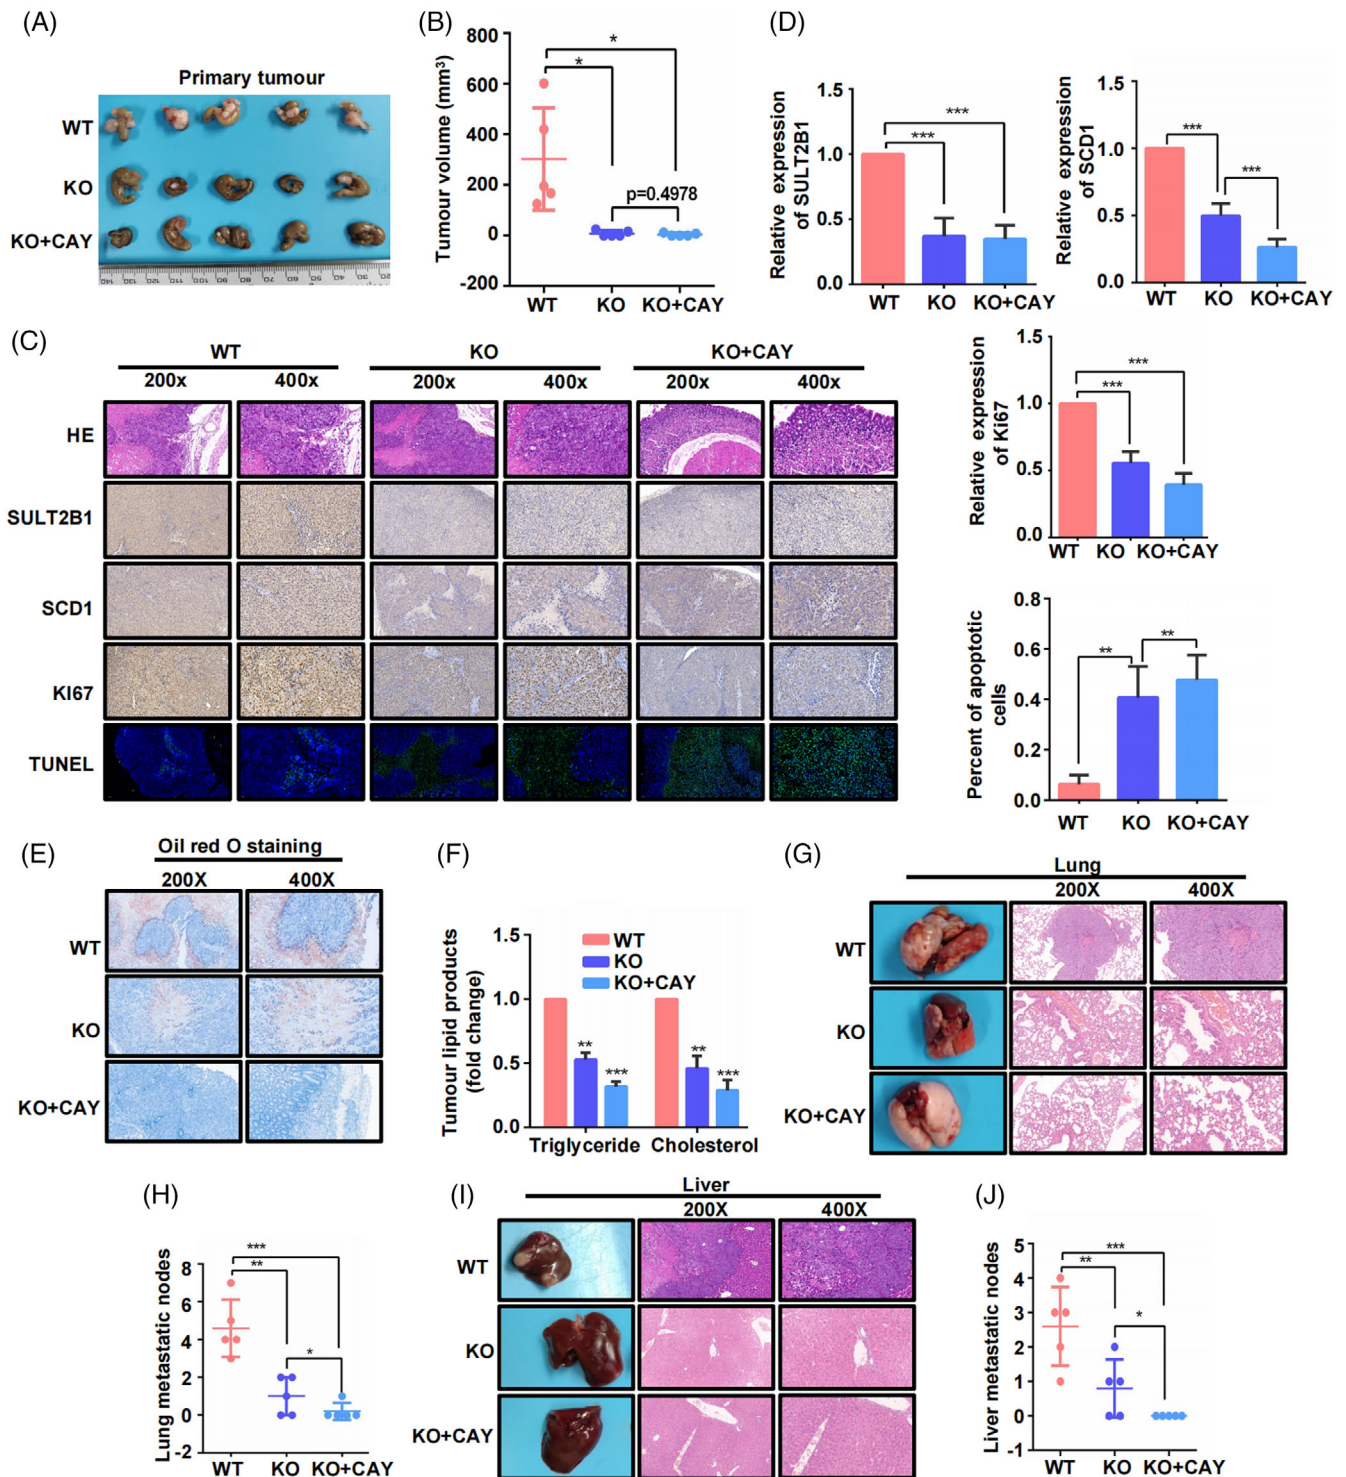 (A)
Primary tumour
WT
KO
KO+CAY
(B)
Tumour volume (mm³)
800
600
400
200
0
-200
*
*
p=0.4978
WT KO KO+CAY
(D)
Relative expression
of SULT2B1
1.5
1.0
0.5
0.0
***
***
WT KO KO+CAY
Relative expression
of SCD1
1.5
1.0
0.5
0.0
***
***
WT KO KO+CAY
(C)
WT KO KO+CAY
200x 400x 200x 400x 200x 400x
HE
SULT2B1
SCD1
KI67
TUNEL
Relative expression
of Ki67
1.5
1.0
0.5
0.0
***
***
WT KO KO+CAY
Percent of apoptotic
cells
0.8
0.6
0.4
0.2
0.0
**
**
WT KO KO+CAY
(E)
Oil red O staining
200X 400X
WT
KO
KO+CAY
(F)
Tumour lipid products
(fold change)
1.5
1.0
0.5
0.0
WT
KO
KO+CAY
**
***
**
***
Triglyceride Cholesterol
(G)
Lung
200X 400X
WT
KO
KO+CAY
(H)
Lung metastatic nodes
8
6
4
2
0
-2
***
**
*
WT KO KO+CAY
(I)
Liver
200X 400X
WT
KO
KO+CAY
(J)
Liver metastatic nodes
5
4
3
2
1
0
-1
***
**
*
WT KO KO+CAY